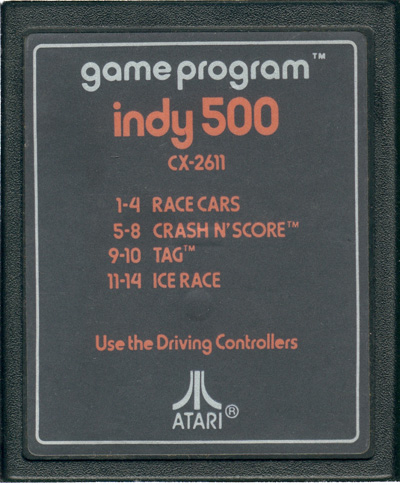 game program™
indy 500
CX-2611
1-4 RACE CARS
5-8 CRASH N' SCORE™
9-10 TAG™
11-14 ICE RACE
Use the Driving Controllers
ATARI®